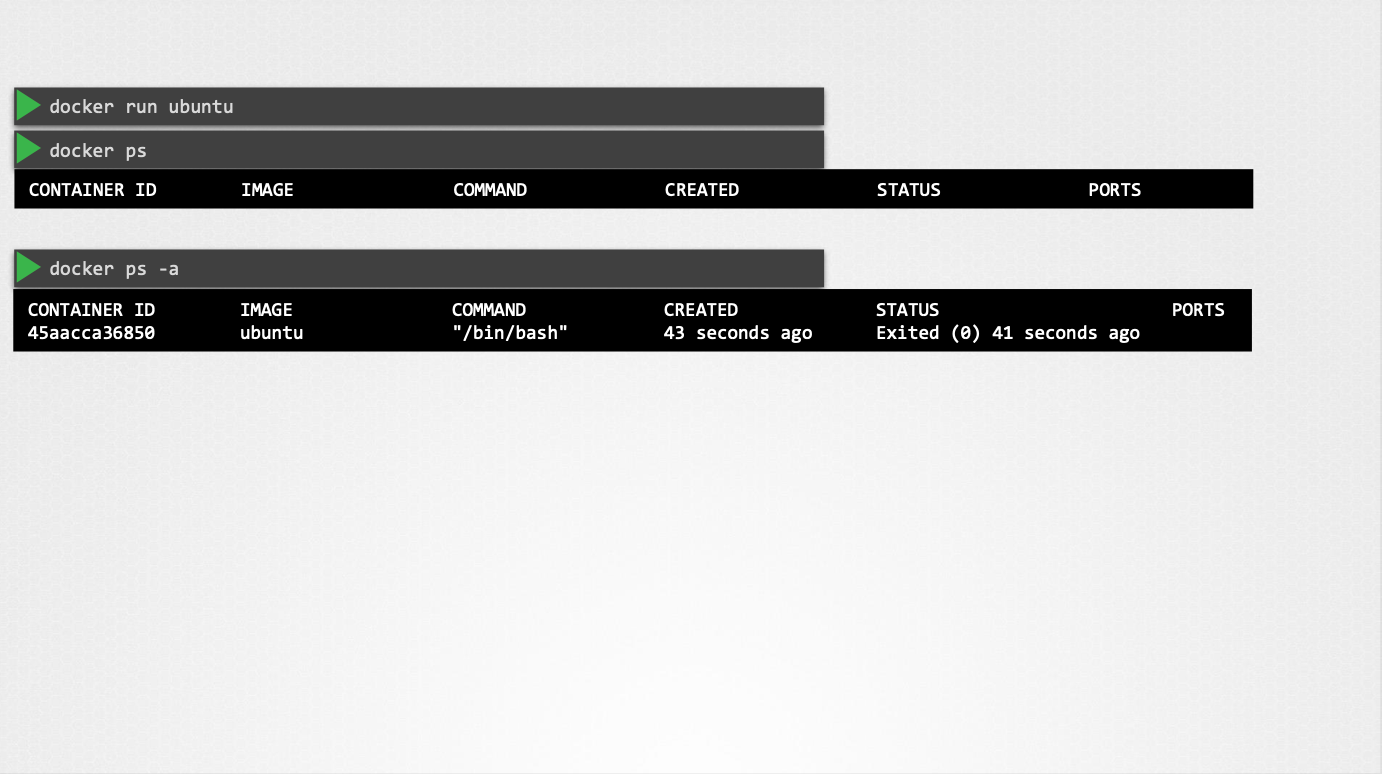 docker run ubuntu
docker ps
CONTAINER ID IMAGE COMMAND CREATED STATUS PORTS
docker ps -a
CONTAINER ID IMAGE COMMAND CREATED STATUS PORTS
45aacca36850 ubuntu "/bin/bash" 43 seconds ago Exited (0) 41 seconds ago